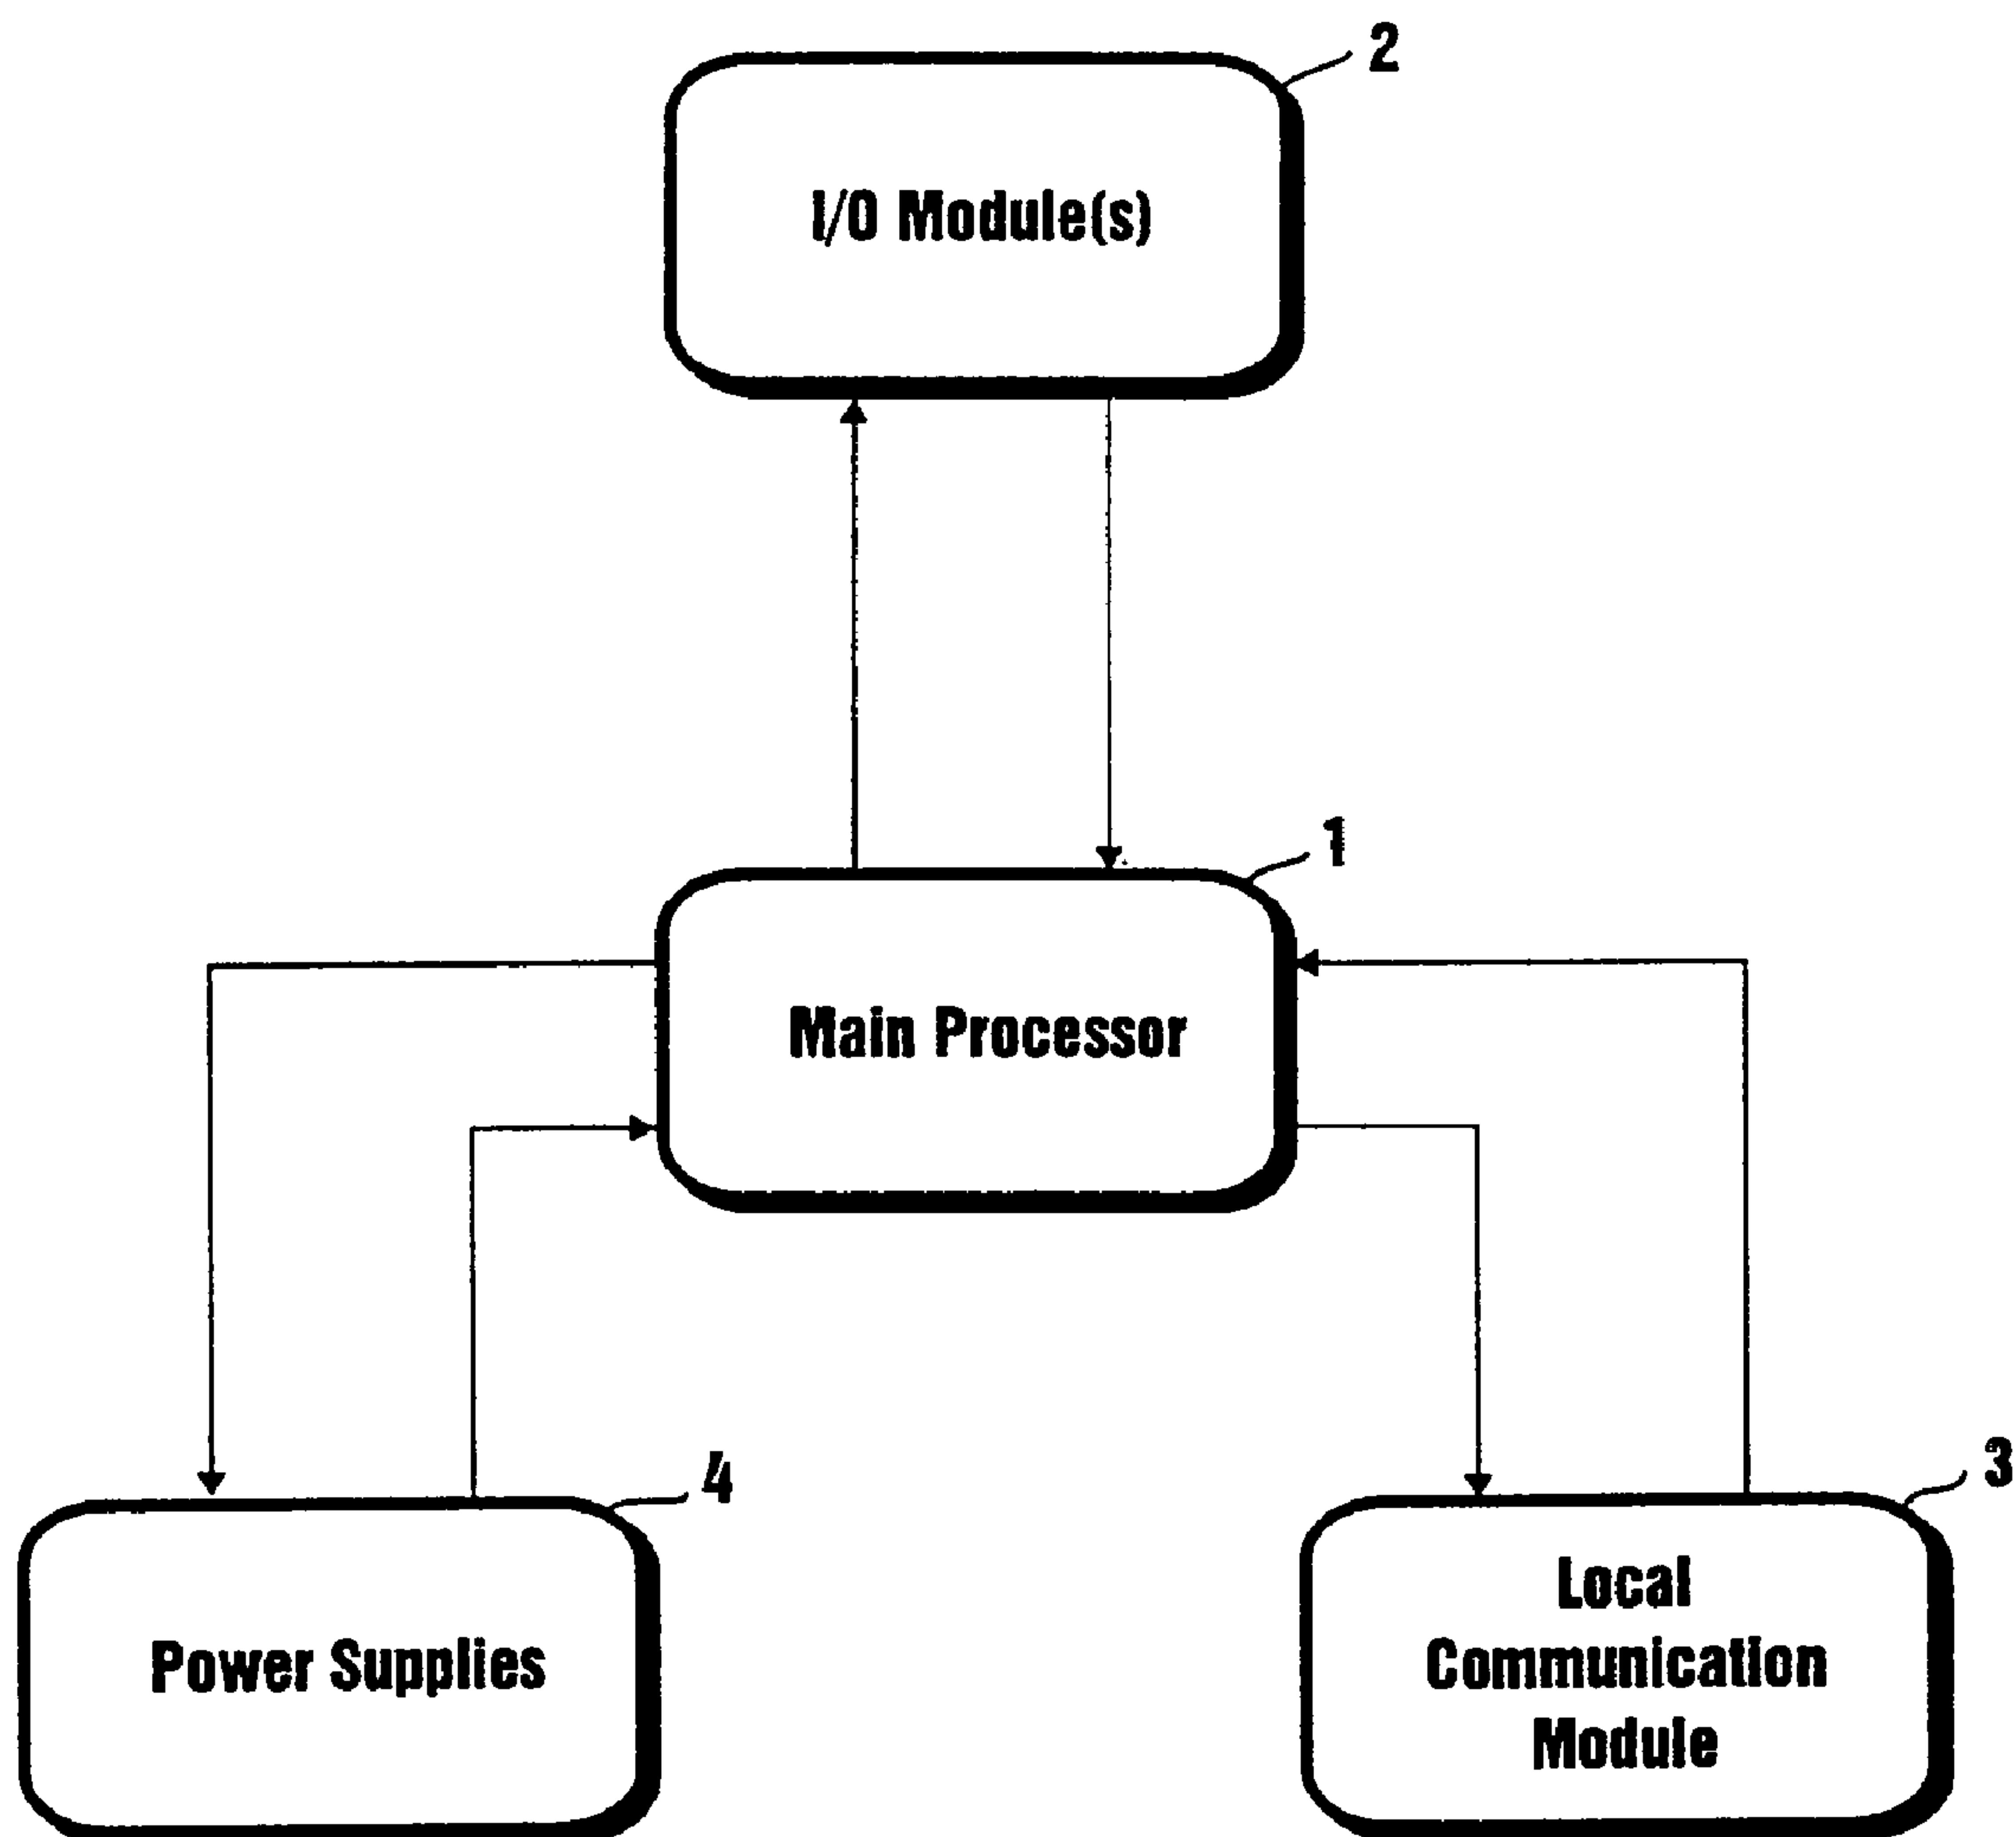 2
I/O Module(s)
1
Main Processor
4
Power Supplies
3
Local
Communication
Module